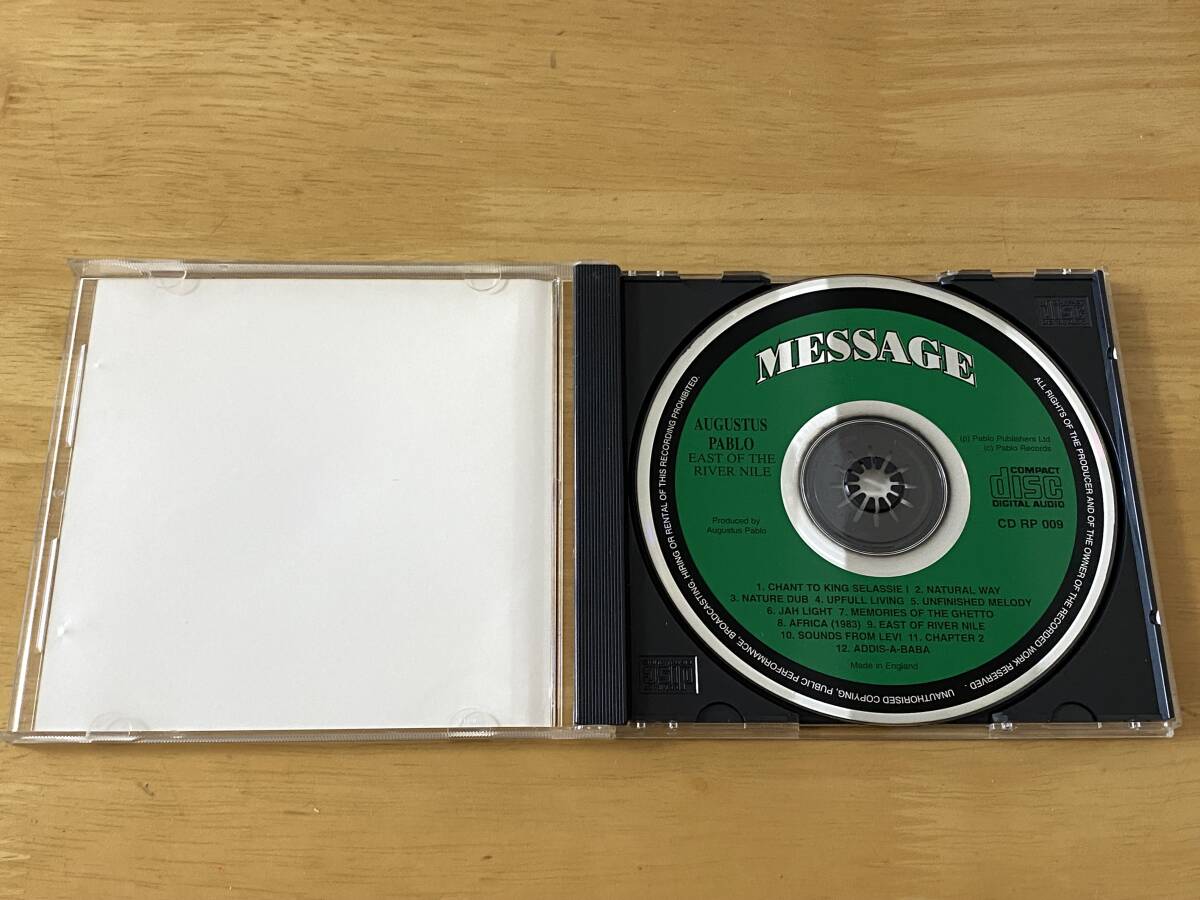 MESSAGE
AUGUSTUS
PABLO
EAST OF THE
RIVER NILE
Produced by
Augustus Pablo
(p) Pablo Publishers Ltd
(c) Pablo Records
COMPACT
disc
DIGITAL AUDIO
CD RP 009
1. CHANT TO KING SELASSIE I 2. NATURAL WAY
3. NATURE DUB 4. UPFULL LIVING 5. UNFINISHED MELODY
6. JAH LIGHT 7. MEMORIES OF THE GHETTO
8. AFRICA (1983) 9. EAST OF RIVER NILE
10. SOUNDS FROM LEVI 11. CHAPTER 2
12. ADDIS-A-BABA
Made in England
ALL RIGHTS OF THE PRODUCER AND OF THE OWNER OF THE RECORDED WORK RESERVED. UNAUTHORISED COPYING, PUBLIC PERFORMANCE, BROADCASTING, HIRING OR RENTAL OF THIS RECORDING PROHIBITED.
disc
disc